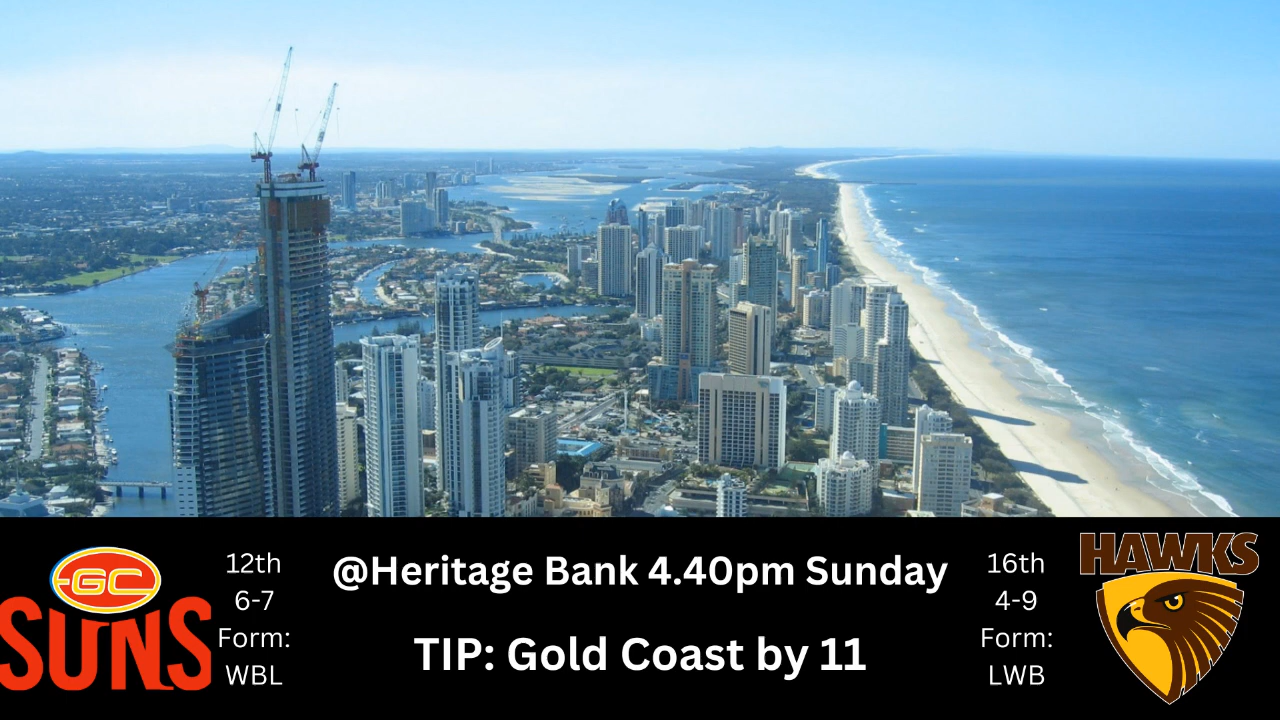 GC
SUNS
12th
6-7
Form:
WBL
@Heritage Bank 4.40pm Sunday
TIP: Gold Coast by 11
16th
4-9
Form:
LWB
HAWKS